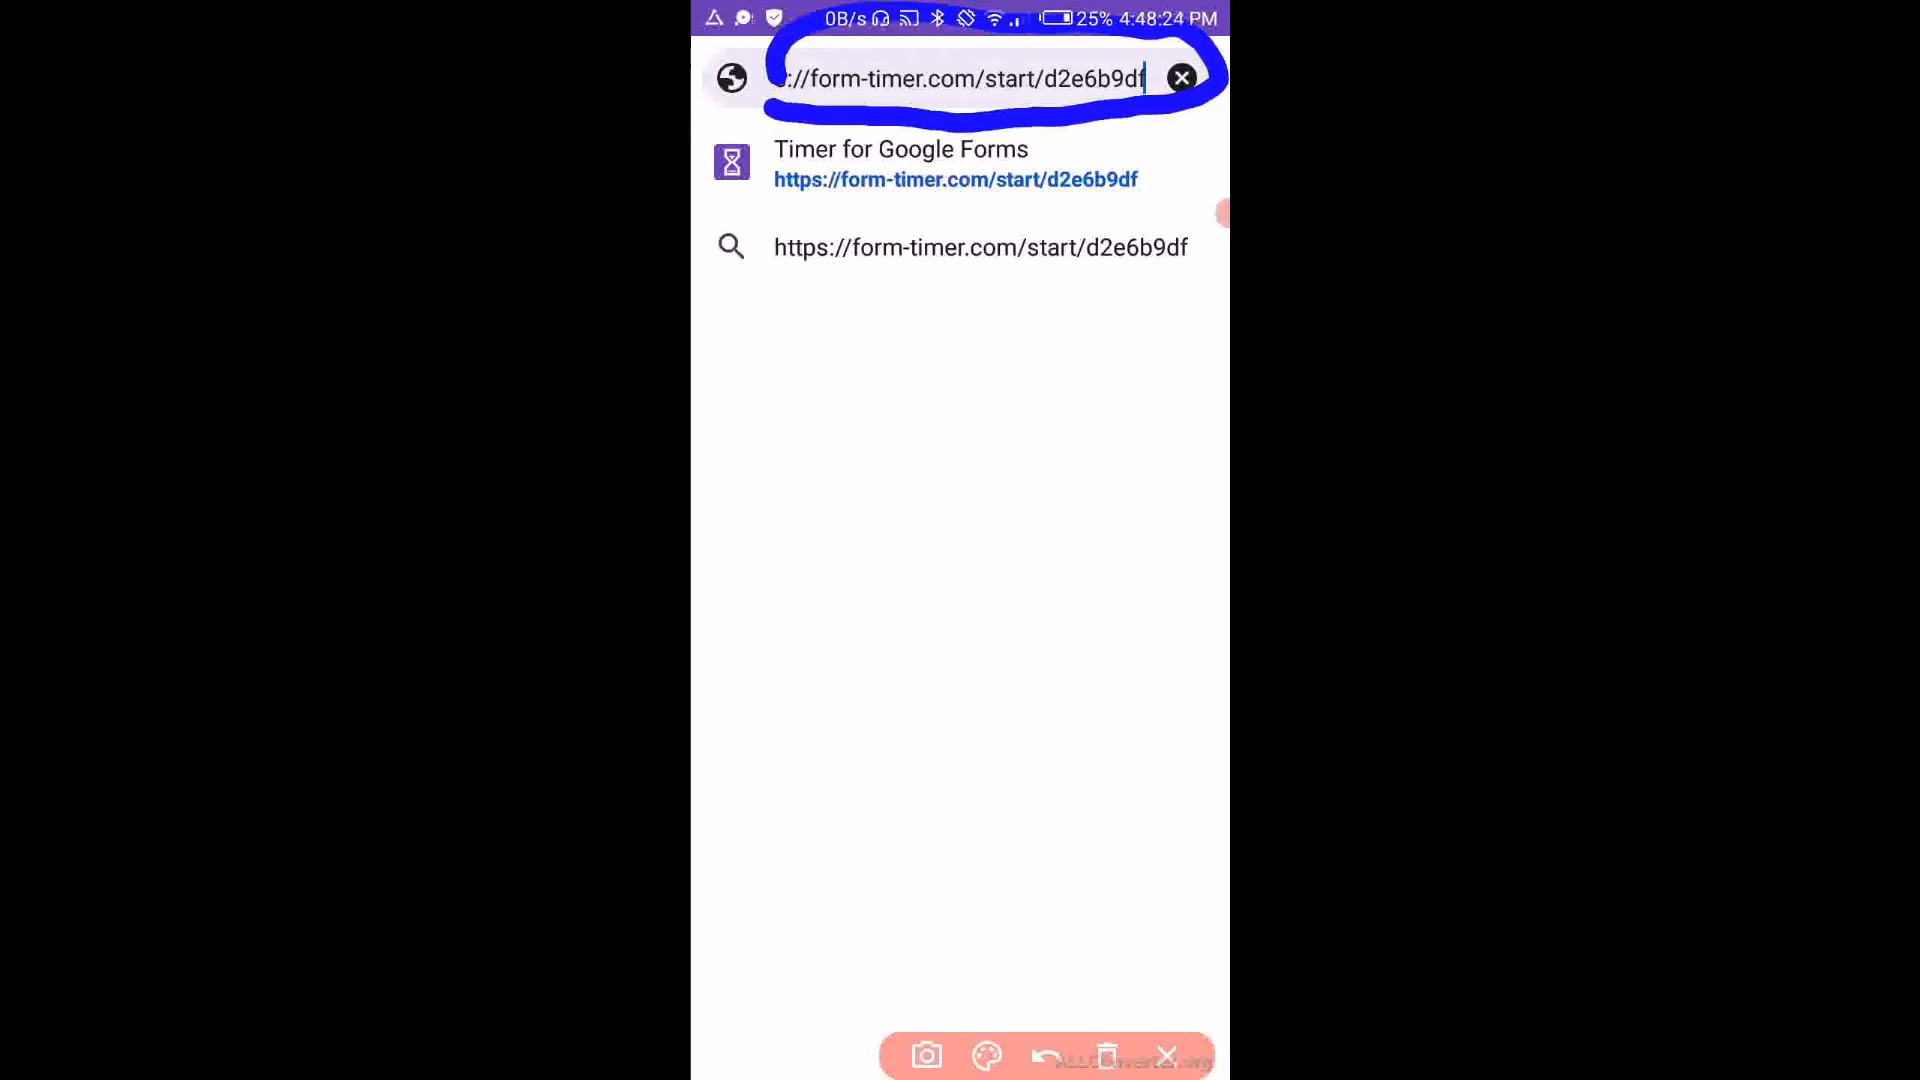 0B/s 25% 4:48:24 PM
://form-timer.com/start/d2e6b9df
Timer for Google Forms
https://form-timer.com/start/d2e6b9df
https://form-timer.com/start/d2e6b9df